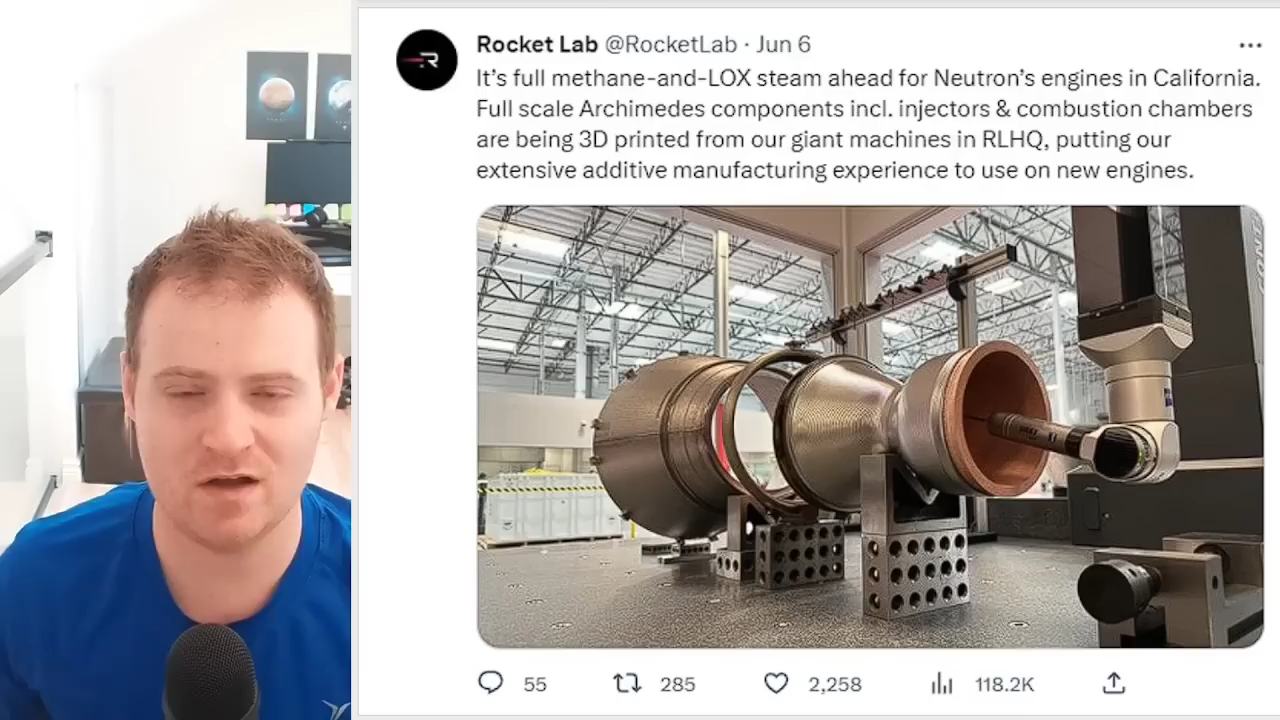 Rocket Lab @RocketLab · Jun 6
It's full methane-and-LOX steam ahead for Neutron's engines in California.
Full scale Archimedes components incl. injectors & combustion chambers
are being 3D printed from our giant machines in RLHQ, putting our
extensive additive manufacturing experience to use on new engines.
55 285 2,258 118.2K